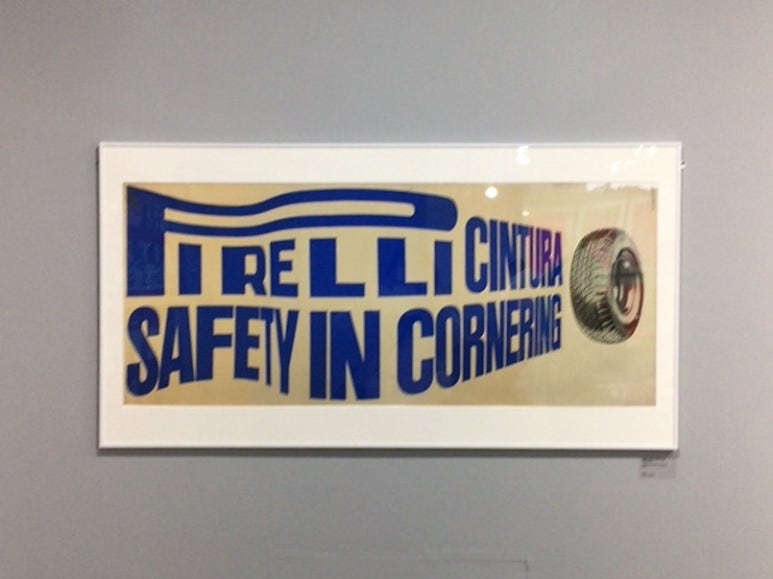 PIRELLI CINTURA
SAFETY IN CORNERING